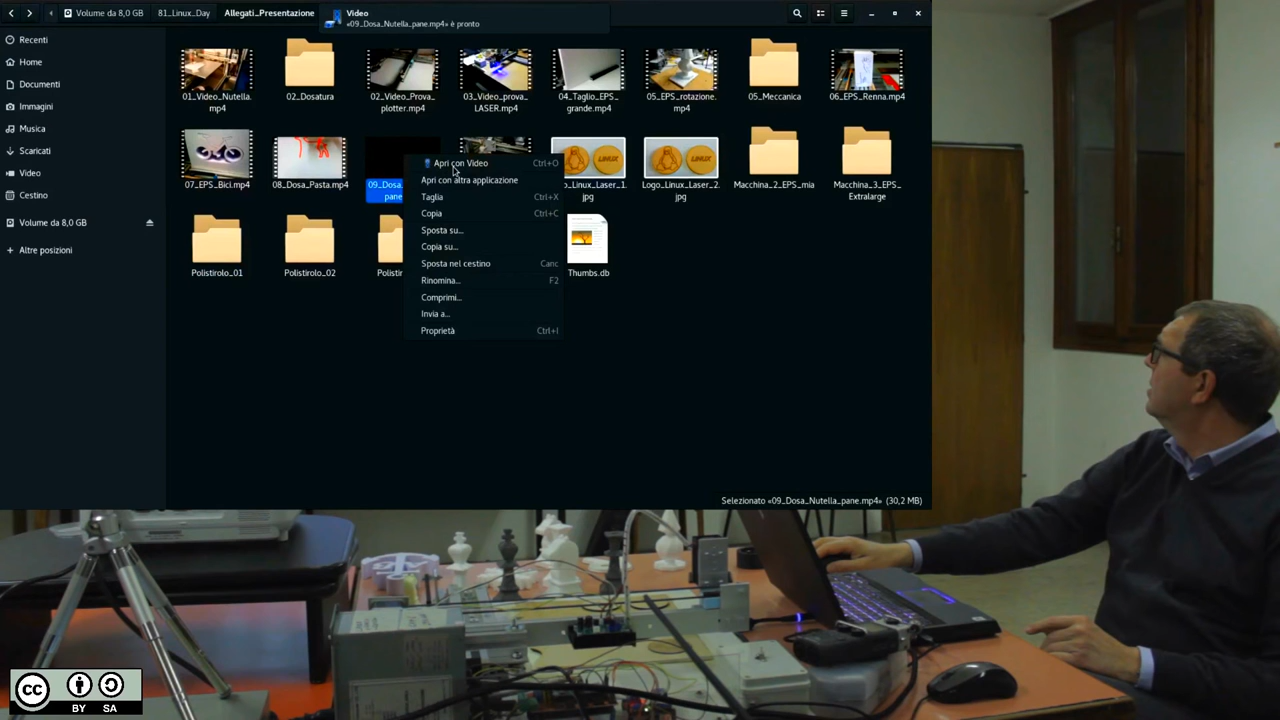 Volume da 8,0 GB
81_Linux_Day
Allegati_Presentazione
Video
«09_Dosa_Nutella_pane.mp4» è pronto
Recenti
Home
Documenti
Immagini
Musica
Scaricati
Video
Cestino
Volume da 8,0 GB
Altre posizioni
01_Video_Nutella.
mp4
02_Dosatura
02_Video_Prova_
plotter.mp4
03_Video_prova_
LASER.mp4
04_Taglio_EPS_
grande.mp4
05_EPS_rotazione.
mp4
05_Meccanica
06_EPS_Renna.mp4
07_EPS_Bici.mp4
08_Dosa_Pasta.mp4
09_Dosa
pane
o_Linux_Laser_1.
jpg
Logo_Linux_Laser_2.
jpg
Macchina_2_EPS_mia
Macchina_3_EPS_
Extralarge
Polistirolo_01
Polistirolo_02
Polistir
Thumbs.db
Apri con Video Ctrl+O
Apri con altra applicazione
Taglia Ctrl+X
Copia Ctrl+C
Sposta su...
Copia su...
Sposta nel cestino Canc
Rinomina... F2
Comprimi...
Invia a...
Proprietà Ctrl+I
Selezionato «09_Dosa_Nutella_pane.mp4» (30,2 MB)
LINUX
LINUX
cc
BY SA